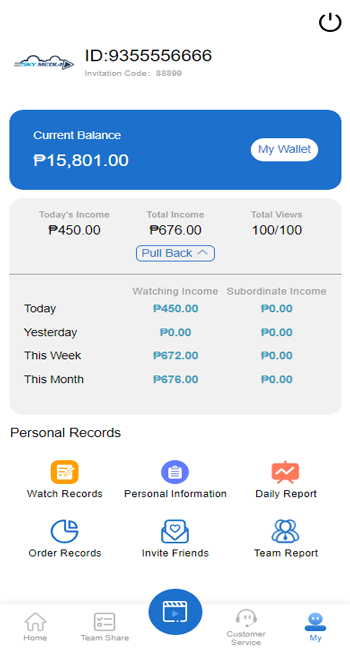 SKY MEDIA
ID:9355556666
Invitation Code: 88899
Current Balance
₱15,801.00
My Wallet
Today's Income Total Income Total Views
₱450.00 ₱676.00 100/100
Pull Back
Watching Income Subordinate Income
Today ₱450.00 ₱0.00
Yesterday ₱0.00 ₱0.00
This Week ₱672.00 ₱0.00
This Month ₱676.00 ₱0.00
Personal Records
Watch Records Personal Information Daily Report
Order Records Invite Friends Team Report
Home Team Share Customer Service My